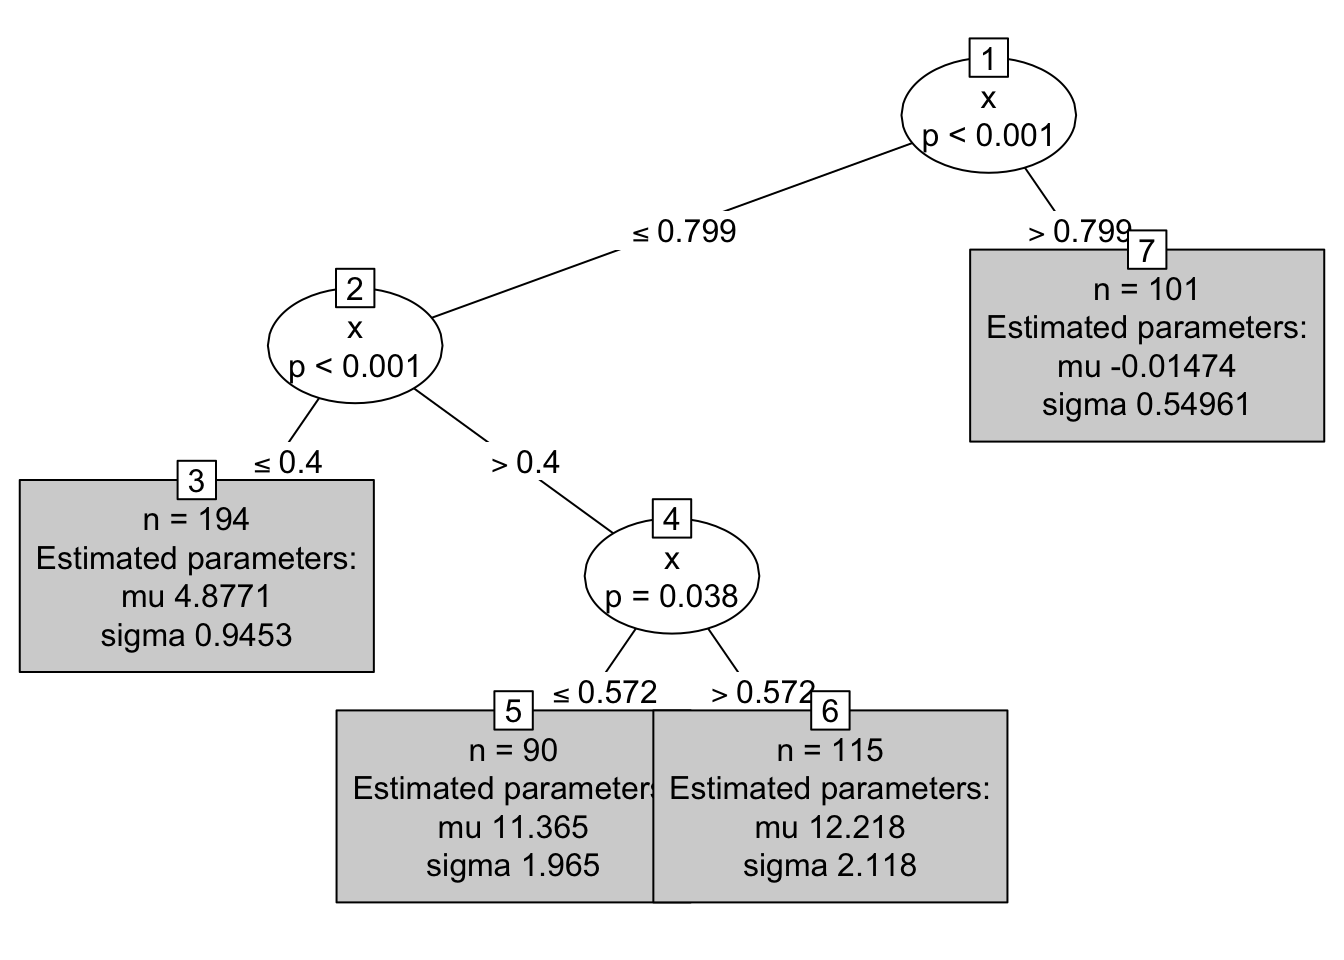 1
x
p < 0.001
≤ 0.799
> 0.799
2
x
p < 0.001
7
n = 101
Estimated parameters:
mu -0.01474
sigma 0.54961
≤ 0.4
> 0.4
3
n = 194
Estimated parameters:
mu 4.8771
sigma 0.9453
4
x
p = 0.038
≤ 0.572
> 0.572
5
n = 90
Estimated parameters
mu 11.365
sigma 1.965
6
n = 115
Estimated parameters:
mu 12.218
sigma 2.118